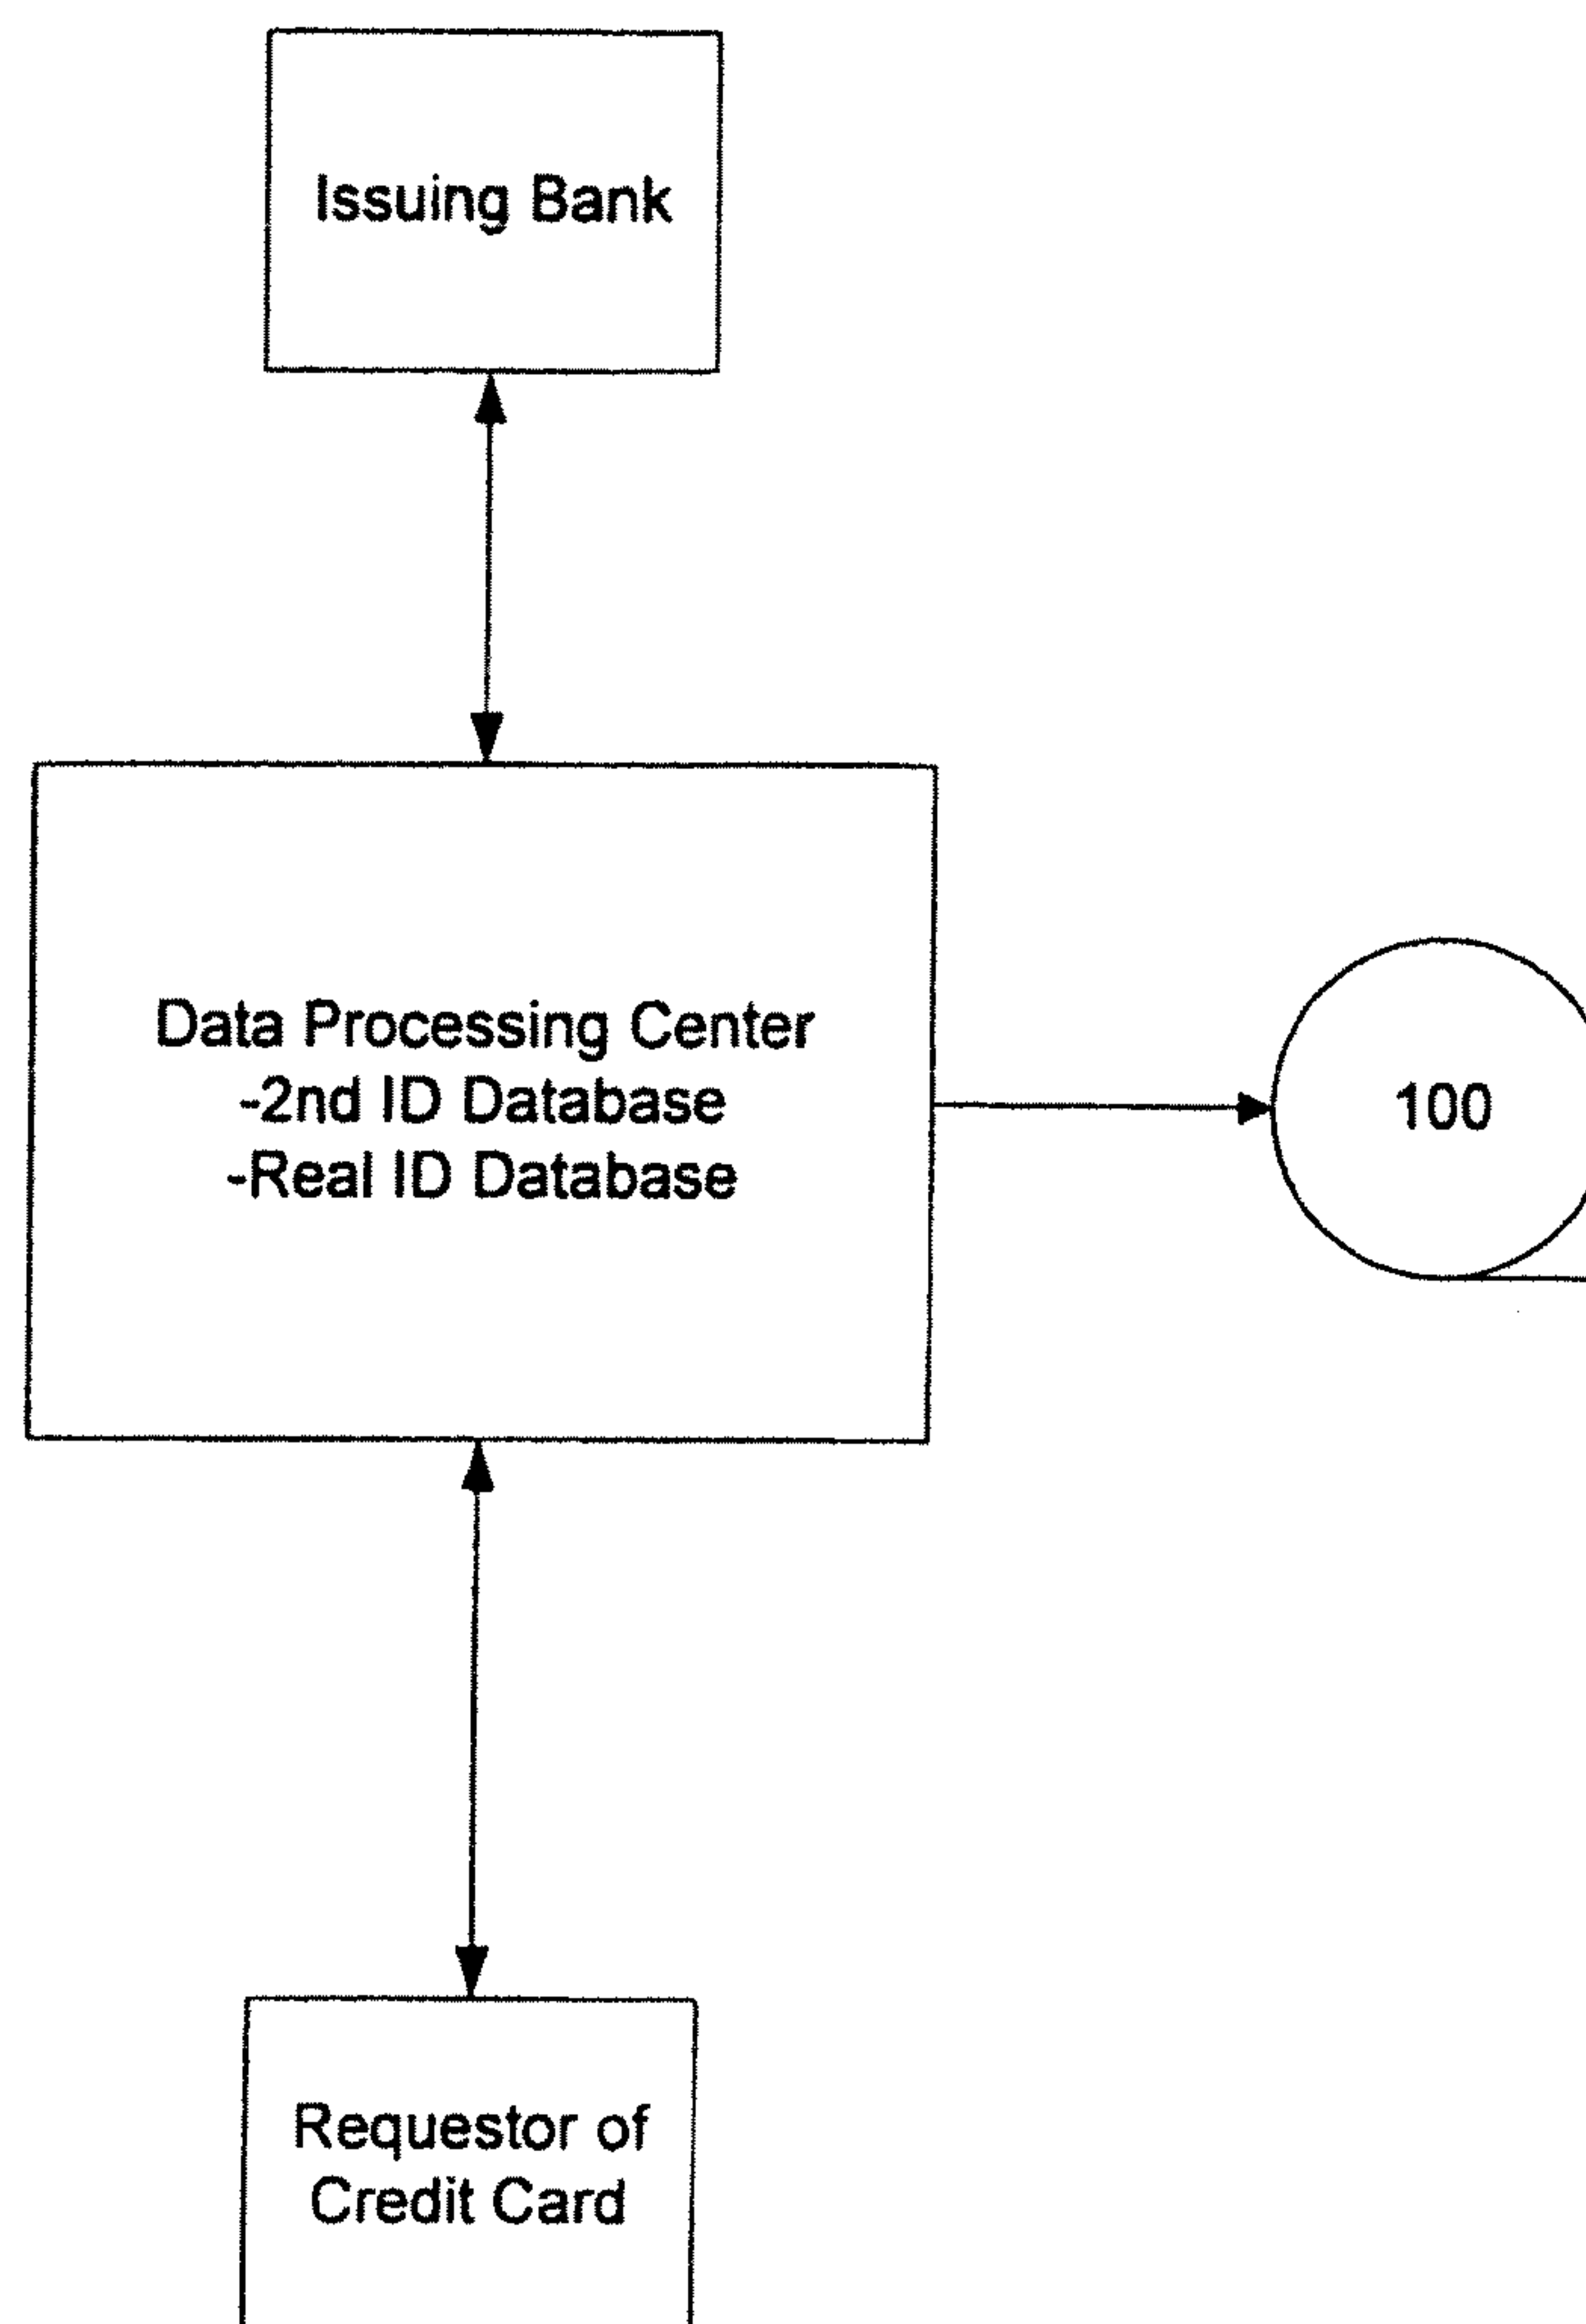 Issuing Bank
Data Processing Center
-2nd ID Database
-Real ID Database
100
Requestor of
Credit Card